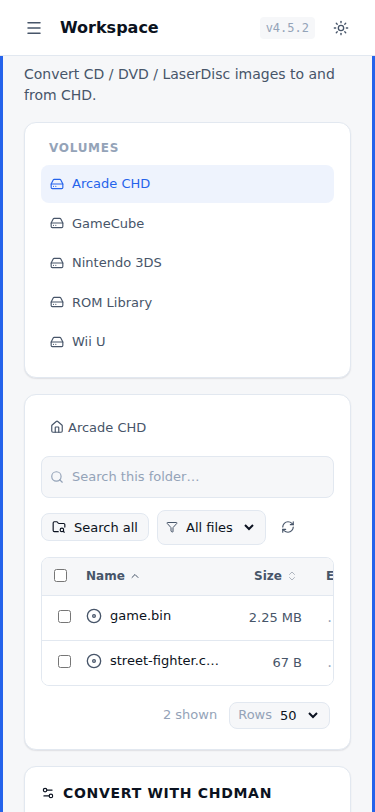 Workspace
v4.5.2
Convert CD / DVD / LaserDisc images to and
from CHD.
VOLUMES
Arcade CHD
GameCube
Nintendo 3DS
ROM Library
Wii U
Arcade CHD
Search this folder...
Search all
All files
Name
Size
E
game.bin
2.25 MB
.
street-fighter.c...
67 B
.
2 shown
Rows 50
CONVERT WITH CHDMAN